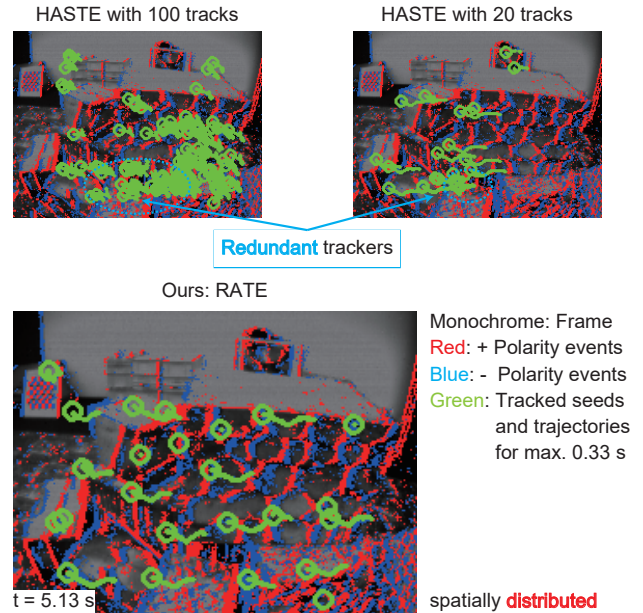 HASTE with 100 tracks
HASTE with 20 tracks
Redundant trackers
Ours: RATE
Monochrome: Frame
Red: + Polarity events
Blue: - Polarity events
Green: Tracked seeds
and trajectories
for max. 0.33 s
t = 5.13 s
spatially distributed